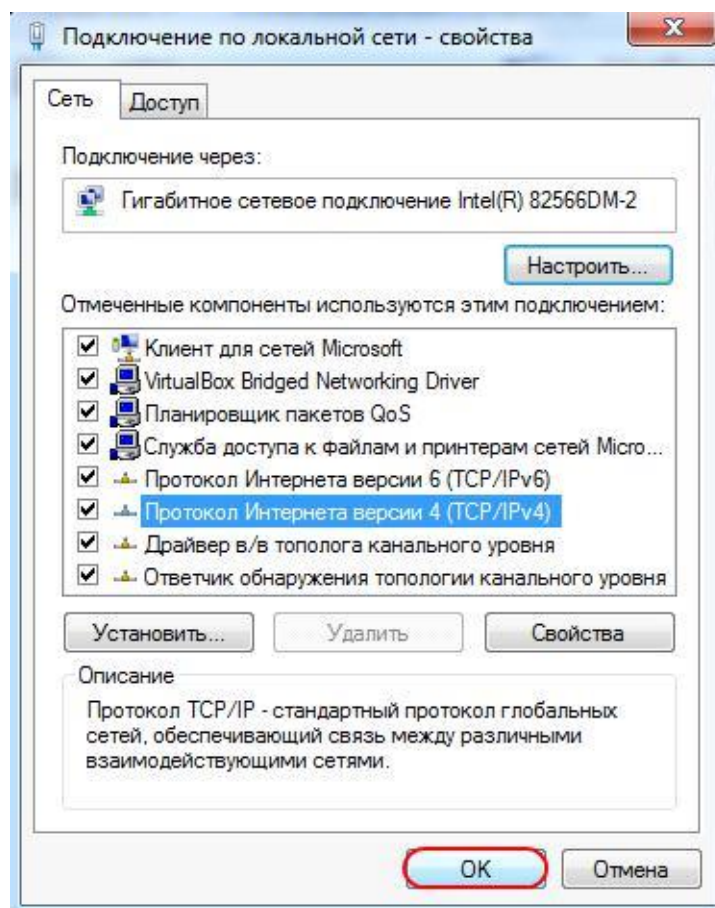 Подключение по локальной сети - свойства
Сеть
Доступ
Подключение через:
Гигабитное сетевое подключение Intel(R) 82566DM-2
Настроить...
Отмеченные компоненты используются этим подключением:
Клиент для сетей Microsoft
VirtualBox Bridged Networking Driver
Планировщик пакетов QoS
Служба доступа к файлам и принтерам сетей Micro...
Протокол Интернета версии 6 (TCP/IPv6)
Протокол Интернета версии 4 (TCP/IPv4)
Драйвер в/в тополога канального уровня
Ответчик обнаружения топологии канального уровня
Установить...
Удалить
Свойства
Описание
Протокол TCP/IP - стандартный протокол глобальных
сетей, обеспечивающий связь между различными
взаимодействующими сетями.
OK
Отмена